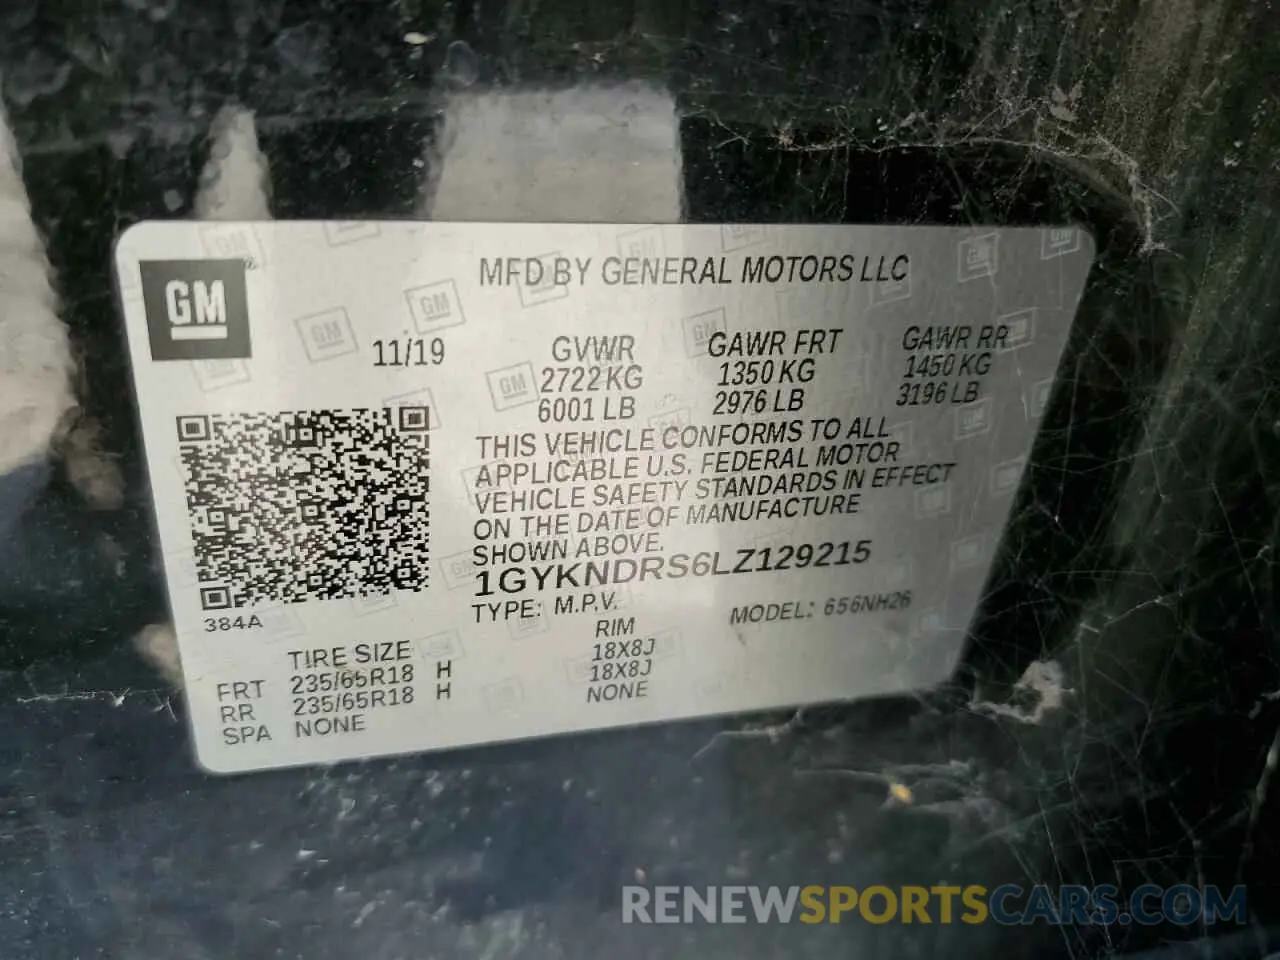 GM
MFD BY GENERAL MOTORS LLC
11/19
GVWR GAWR FRT GAWR RR
2722 KG 1350 KG 1450 KG
6001 LB 2976 LB 3196 LB
THIS VEHICLE CONFORMS TO ALL
APPLICABLE U.S. FEDERAL MOTOR
VEHICLE SAFETY STANDARDS IN EFFECT
ON THE DATE OF MANUFACTURE
SHOWN ABOVE.
1GYKNDRS6LZ129215
TYPE: M.P.V. MODEL: 656NH26
384A
TIRE SIZE RIM
FRT 235/65R18 H 18X8J
RR 235/65R18 H 18X8J
SPA NONE NONE
RENEWSPORTSCARS.COM